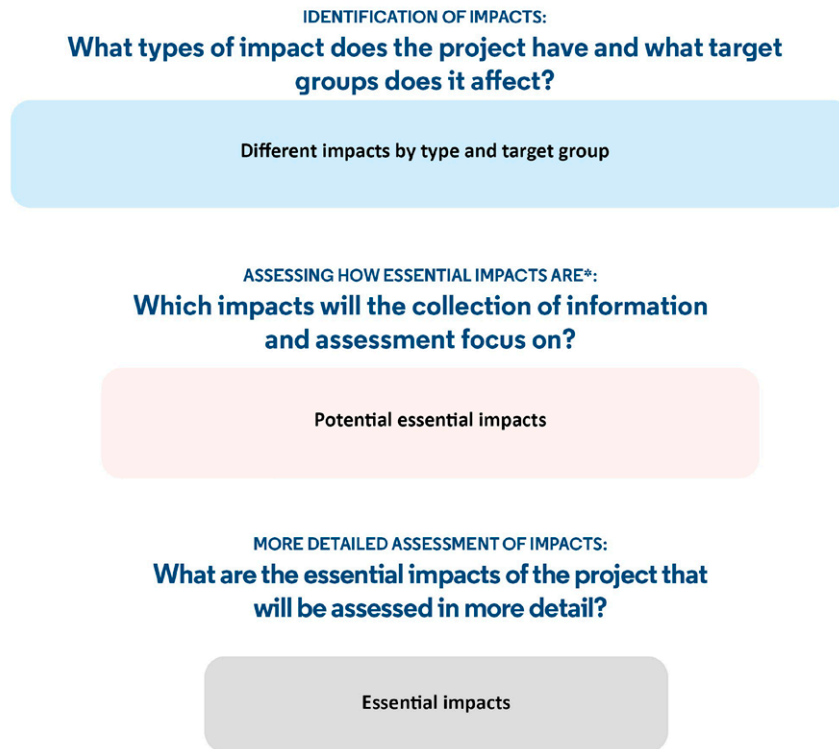 IDENTIFICATION OF IMPACTS:
What types of impact does the project have and what target
groups does it affect?
Different impacts by type and target group
ASSESSING HOW ESSENTIAL IMPACTS ARE*:
Which impacts will the collection of information
and assessment focus on?
Potential essential impacts
MORE DETAILED ASSESSMENT OF IMPACTS:
What are the essential impacts of the project that
will be assessed in more detail?
Essential impacts